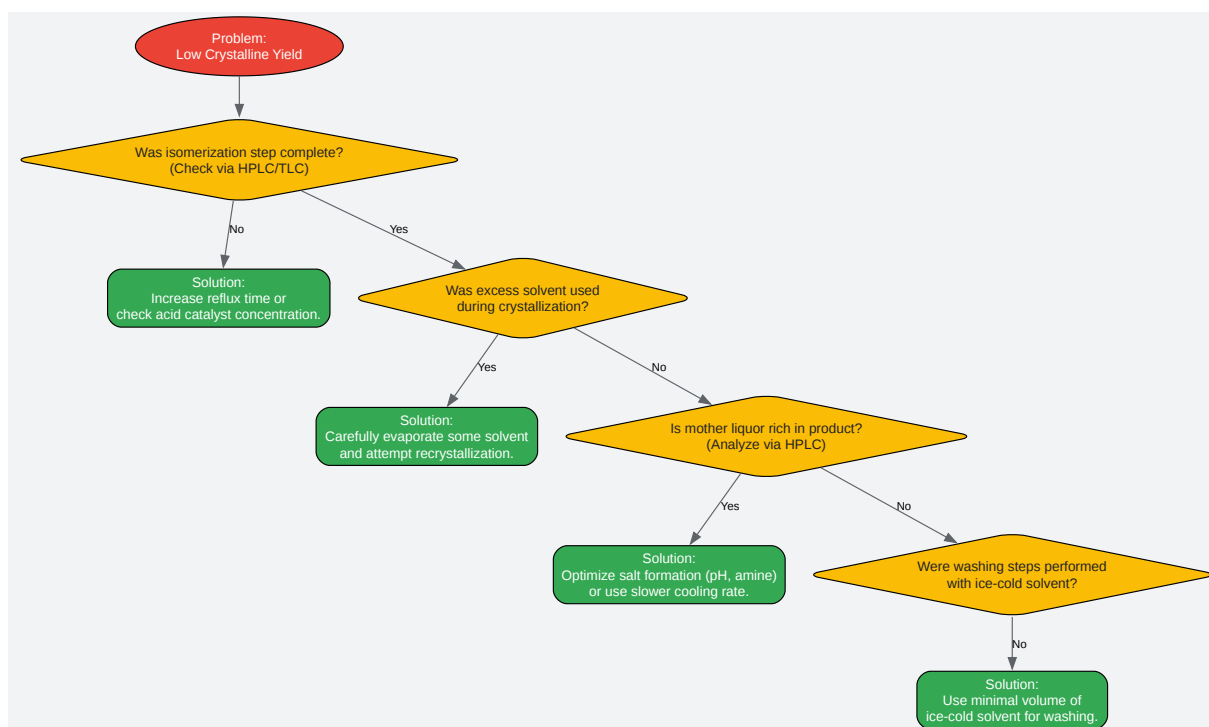 Problem:
Low Crystalline Yield
Was isomerization step complete?
(Check via HPLC/TLC)
No
Yes
Solution:
Increase reflux time or
check acid catalyst concentration.
Was excess solvent used
during crystallization?
Yes
No
Solution:
Carefully evaporate some solvent
and attempt recrystallization.
Is mother liquor rich in product?
(Analyze via HPLC)
Yes
No
Solution:
Optimize salt formation (pH, amine)
or use slower cooling rate.
Were washing steps performed
with ice-cold solvent?
No
Solution:
Use minimal volume of
ice-cold solvent for washing.